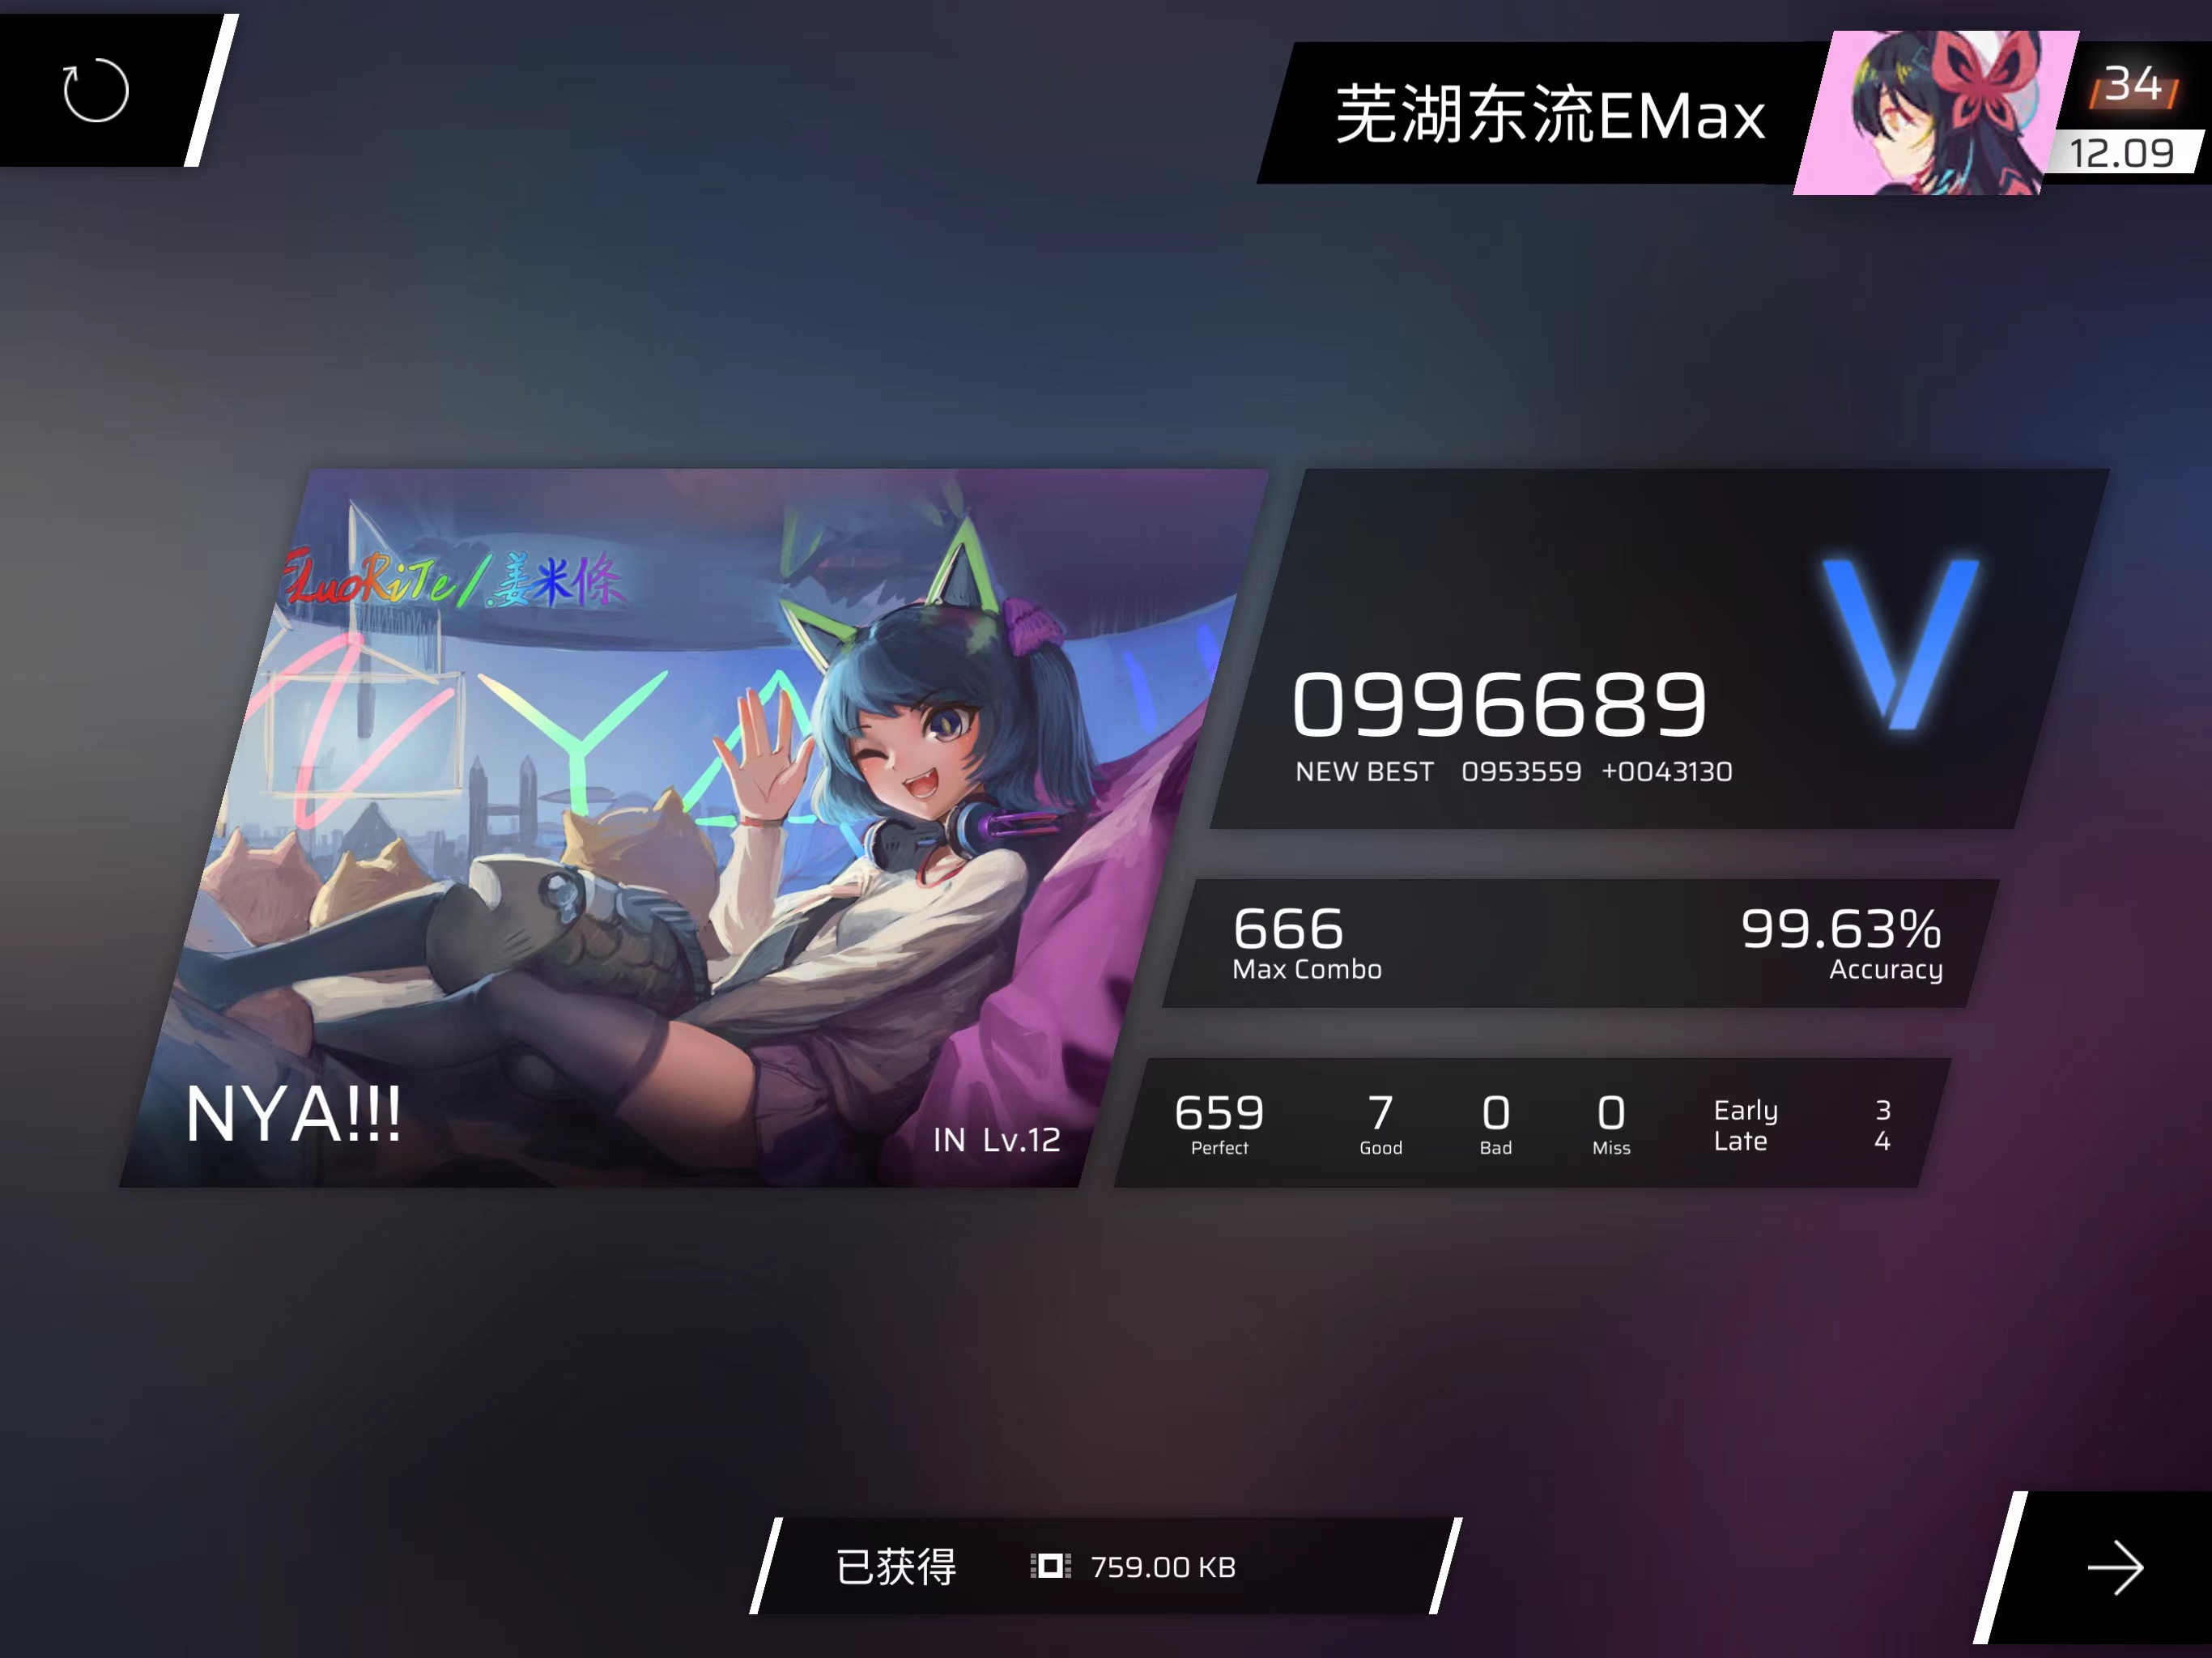 芜湖东流EMax
34
12.09
FLuoRiTe/姜米條
NYA
NYA!!!
IN Lv.12
0996689
V
NEW BEST 0953559 +0043130
666
Max Combo
99.63%
Accuracy
659
Perfect
7
Good
0
Bad
0
Miss
Early 3
Late 4
已获得 759.00 KB